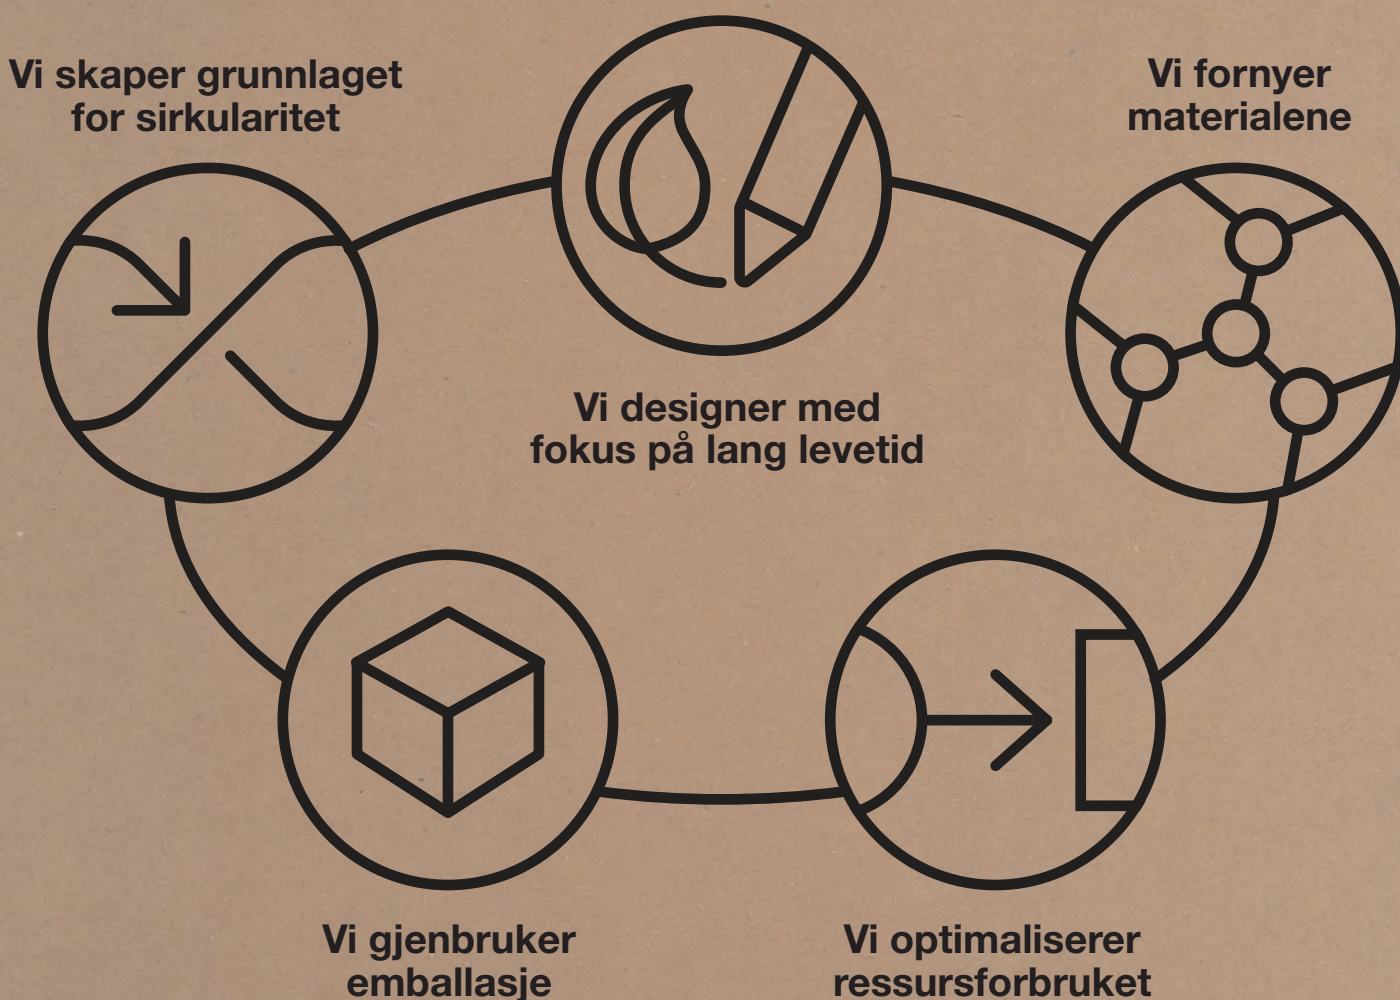 Vi skaper grunnlaget
for sirkularitet
Vi fornyer
materialene
Vi designer med
fokus på lang levetid
Vi gjenbruker
emballasje
Vi optimaliserer
ressursforbruket